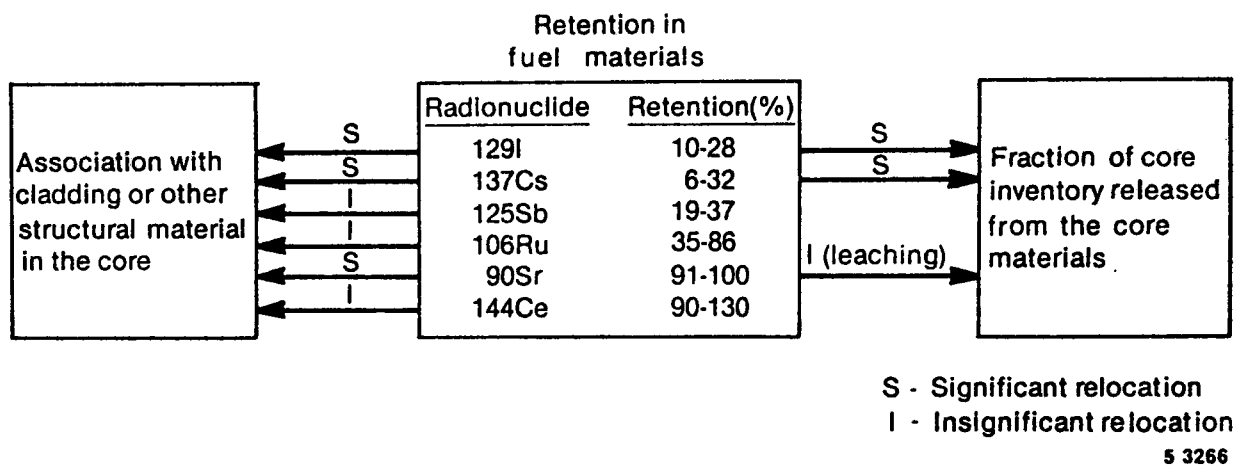 Retention in
fuel materials
Radionuclide Retention(%)
129I 10-28
137Cs 6-32
125Sb 19-37
106Ru 35-86
90Sr 91-100
144Ce 90-130
Association with
cladding or other
structural material
in the core
S
S
I
I
S
I
S
S
I (leaching)
Fraction of core
inventory released
from the core
materials
S - Significant relocation
I - Insignificant relocation
5 3266